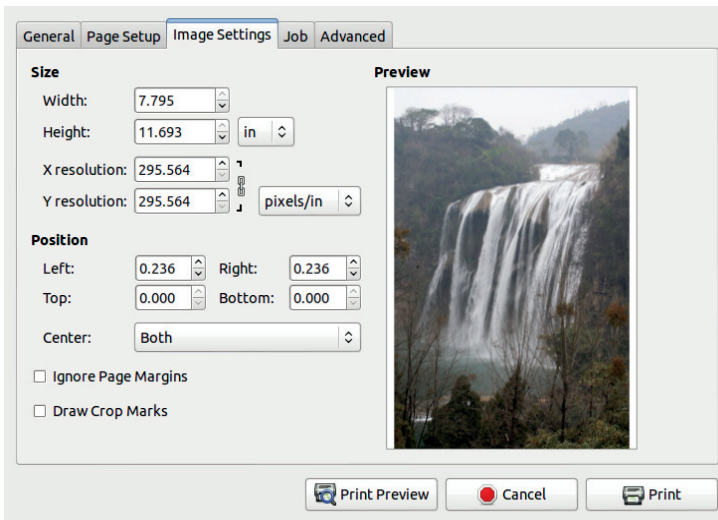 General Page Setup Image Settings Job Advanced
Size
Width: 7.795
Height: 11.693 in
X resolution: 295.564
Y resolution: 295.564 pixels/in
Position
Left: 0.236 Right: 0.236
Top: 0.000 Bottom: 0.000
Center: Both
Ignore Page Margins
Draw Crop Marks
Preview
Print Preview Cancel Print